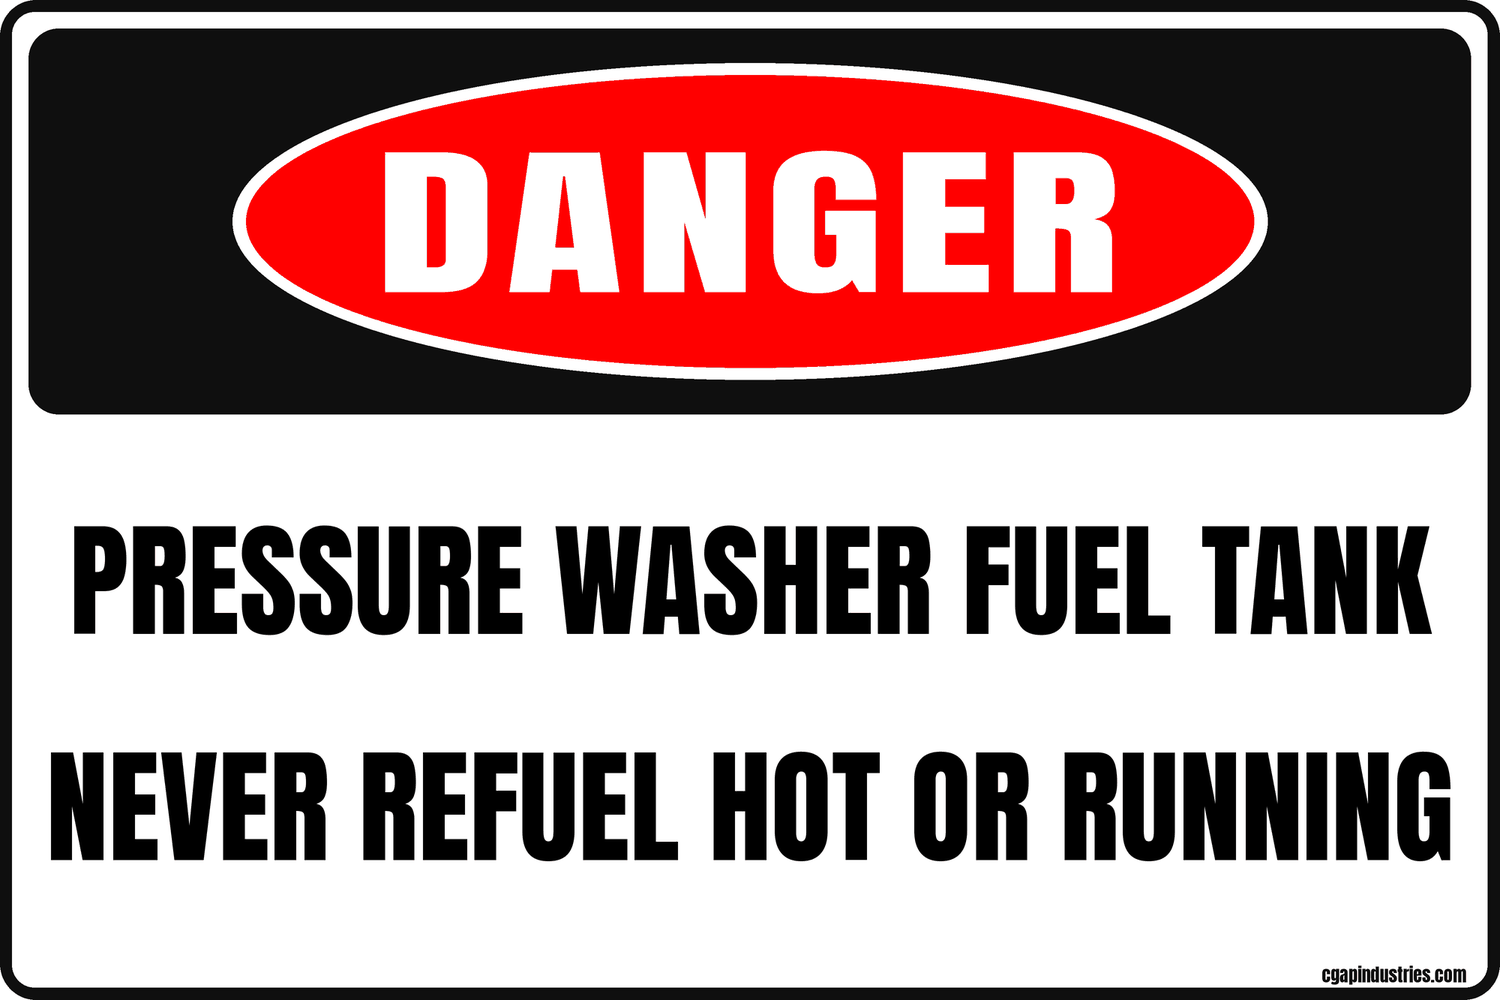 DANGER
PRESSURE WASHER FUEL TANK
NEVER REFUEL HOT OR RUNNING
cgapindustries.com